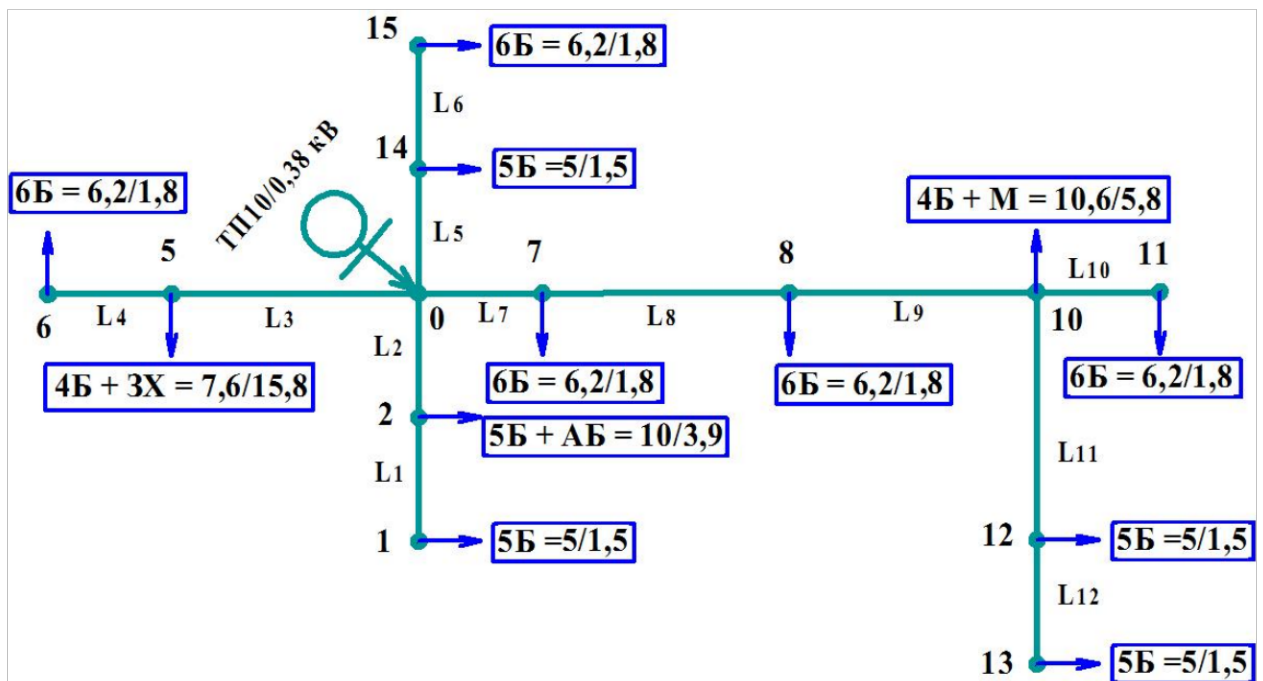 15
6Б = 6,2/1,8
L6
14
5Б =5/1,5
ТП10/0,38 кВ
6Б = 6,2/1,8
4Б + М = 10,6/5,8
5
L5
7
8
L10
11
6
L4
L3
0
L7
L8
L9
10
L2
4Б + ЗХ = 7,6/15,8
6Б = 6,2/1,8
6Б = 6,2/1,8
6Б = 6,2/1,8
2
5Б + АБ = 10/3,9
L1
L11
1
5Б =5/1,5
12
5Б =5/1,5
L12
13
5Б =5/1,5